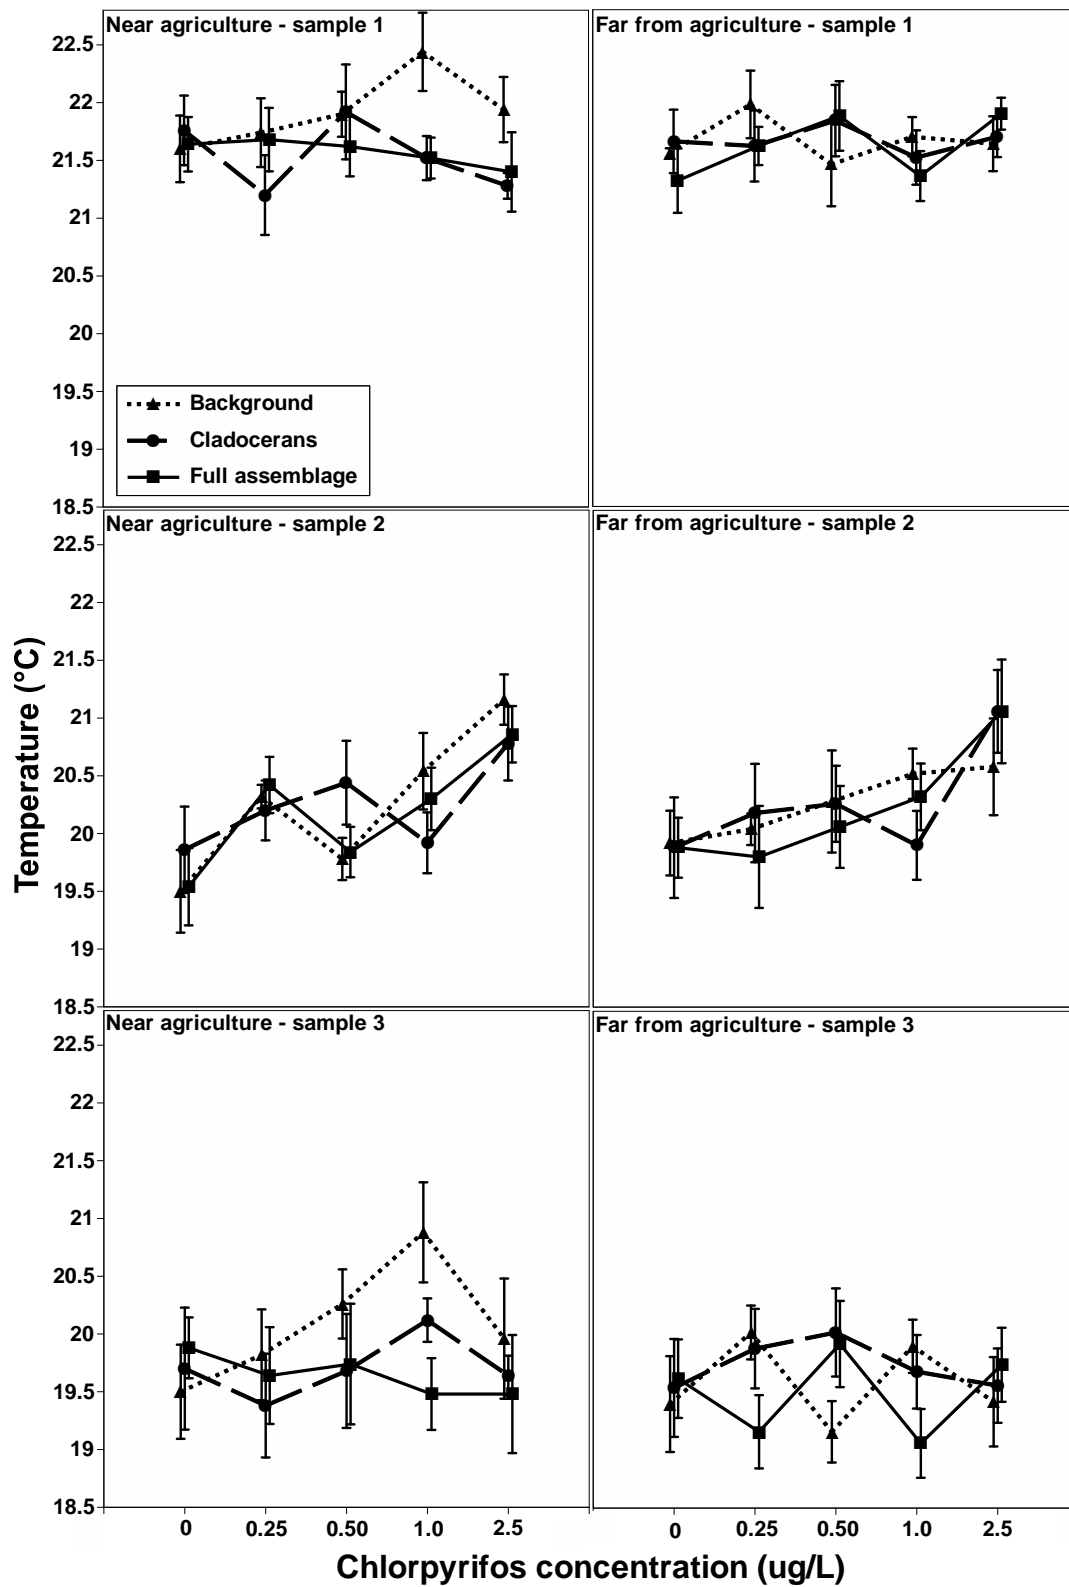 Near agriculture - sample 1
Far from agriculture - sample 1
22.5
22
21.5
21
20.5
20
19.5
19
18.5
Background
Cladocerans
Full assemblage
Near agriculture - sample 2
Far from agriculture - sample 2
22.5
22
21.5
21
20.5
20
19.5
19
18.5
Temperature (°C)
Near agriculture - sample 3
Far from agriculture - sample 3
22.5
22
21.5
21
20.5
20
19.5
19
18.5
0 0.25 0.50 1.0 2.5
0 0.25 0.50 1.0 2.5
Chlorpyrifos concentration (ug/L)